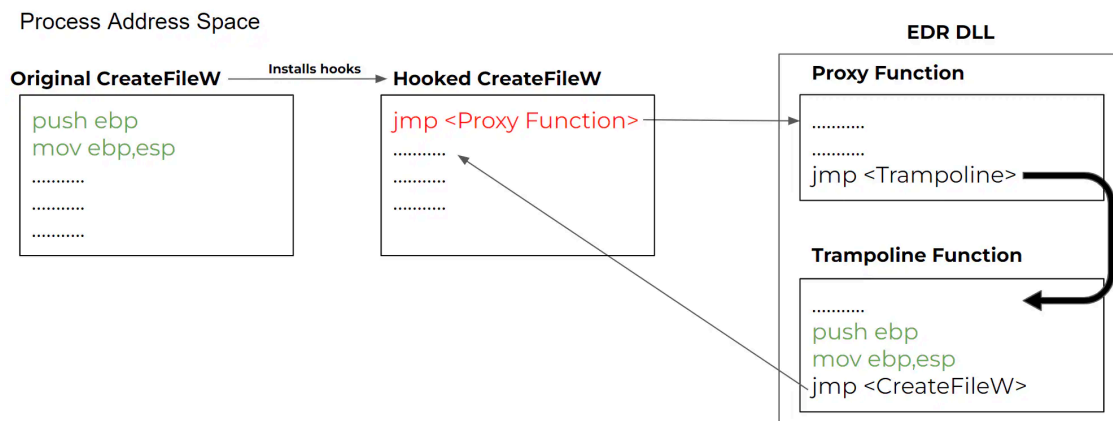 Process Address Space
EDR DLL
Original CreateFileW
Installs hooks
Hooked CreateFileW
Proxy Function
push ebp
mov ebp,esp
...........
...........
...........
jmp <Proxy Function>
...........
...........
...........
...........
...........
jmp <Trampoline>
Trampoline Function
...........
push ebp
mov ebp,esp
jmp <CreateFileW>